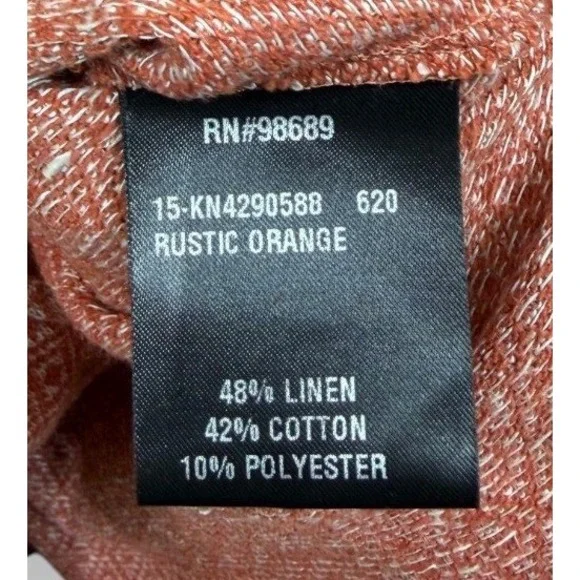 RN#98689
15-KN4290588 620
RUSTIC ORANGE
48% LINEN
42% COTTON
10% POLYESTER